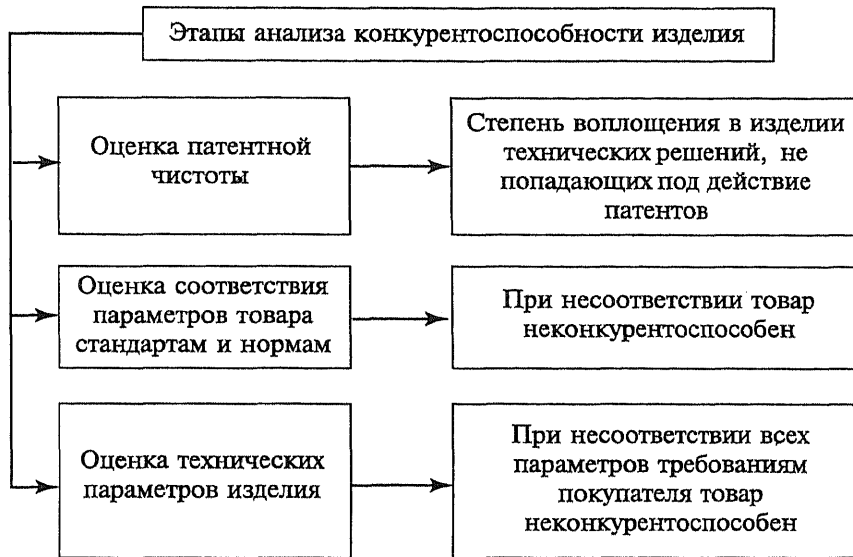 Этапы анализа конкурентоспособности изделия
Оценка патентной
чистоты
Степень воплощения в изделии
технических решений, не
попадающих под действие
патентов
Оценка соответствия
параметров товара
стандартам и нормам
При несоответствии товар
неконкурентоспособен
Оценка технических
параметров изделия
При несоответствии всех
параметров требованиям
покупателя товар
неконкурентоспособен